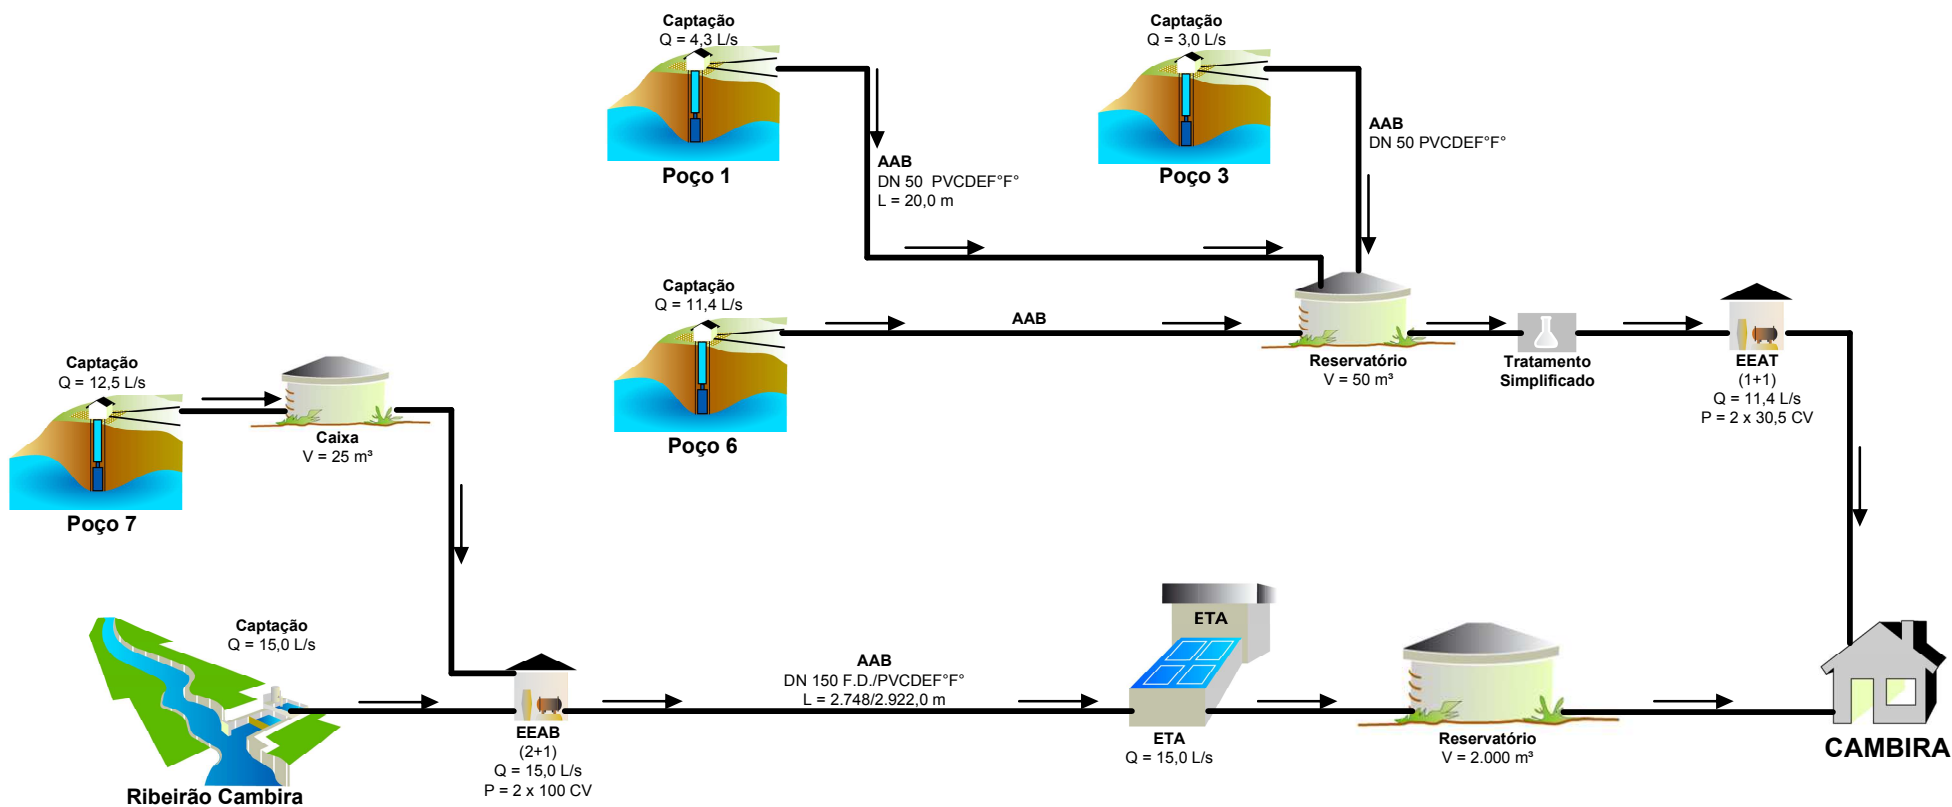 Captação
Q = 4,3 L/s
Poço 1
AAB
DN 50  PVCDEF°F°
L = 20,0 m
Captação
Q = 3,0 L/s
Poço 3
AAB
DN 50 PVCDEF°F°
Captação
Q = 11,4 L/s
Poço 6
AAB
Reservatório
V = 50 m³
Tratamento
Simplificado
EEAT
(1+1)
Q = 11,4 L/s
P = 2 x 30,5 CV
Captação
Q = 12,5 L/s
Poço 7
Caixa
V = 25 m³
Captação
Q = 15,0 L/s
Ribeirão Cambira
EEAB
(2+1)
Q = 15,0 L/s
P = 2 x 100 CV
AAB
DN 150 F.D./PVCDEF°F°
L = 2.748/2.922,0 m
ETA
ETA
Q = 15,0 L/s
Reservatório
V = 2.000 m³
CAMBIRA